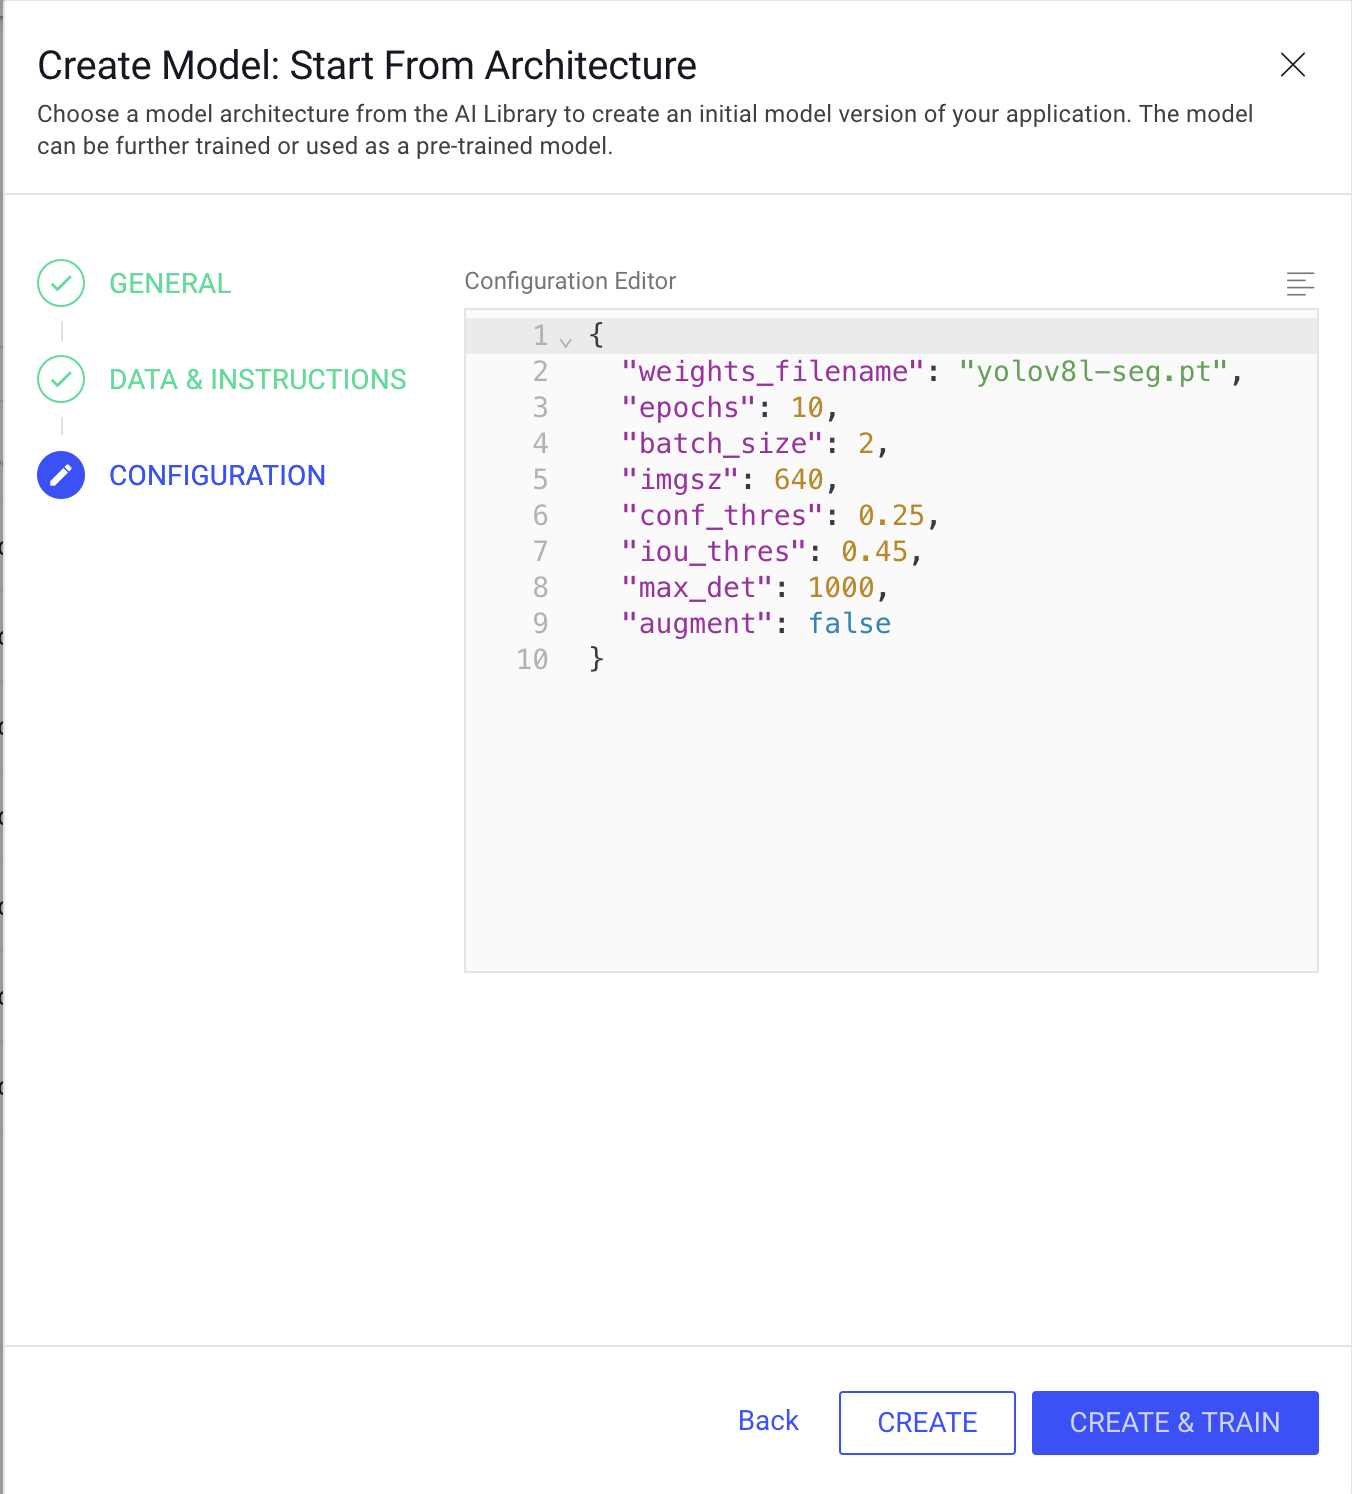 Create Model: Start From Architecture
Choose a model architecture from the AI Library to create an initial model version of your application. The model
can be further trained or used as a pre-trained model.
GENERAL
DATA & INSTRUCTIONS
CONFIGURATION
Configuration Editor
1 {
2 "weights_filename": "yolov8l-seg.pt",
3 "epochs": 10,
4 "batch_size": 2,
5 "imgsz": 640,
6 "conf_thres": 0.25,
7 "iou_thres": 0.45,
8 "max_det": 1000,
9 "augment": false
10 }
Back
CREATE
CREATE & TRAIN